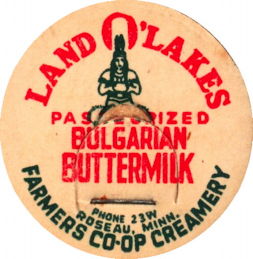 LAND O'LAKES
PASTEURIZED
BULGARIAN
BUTTERMILK
PHONE 23W
ROSEAU, MINN.
FARMERS CO-OP CREAMERY